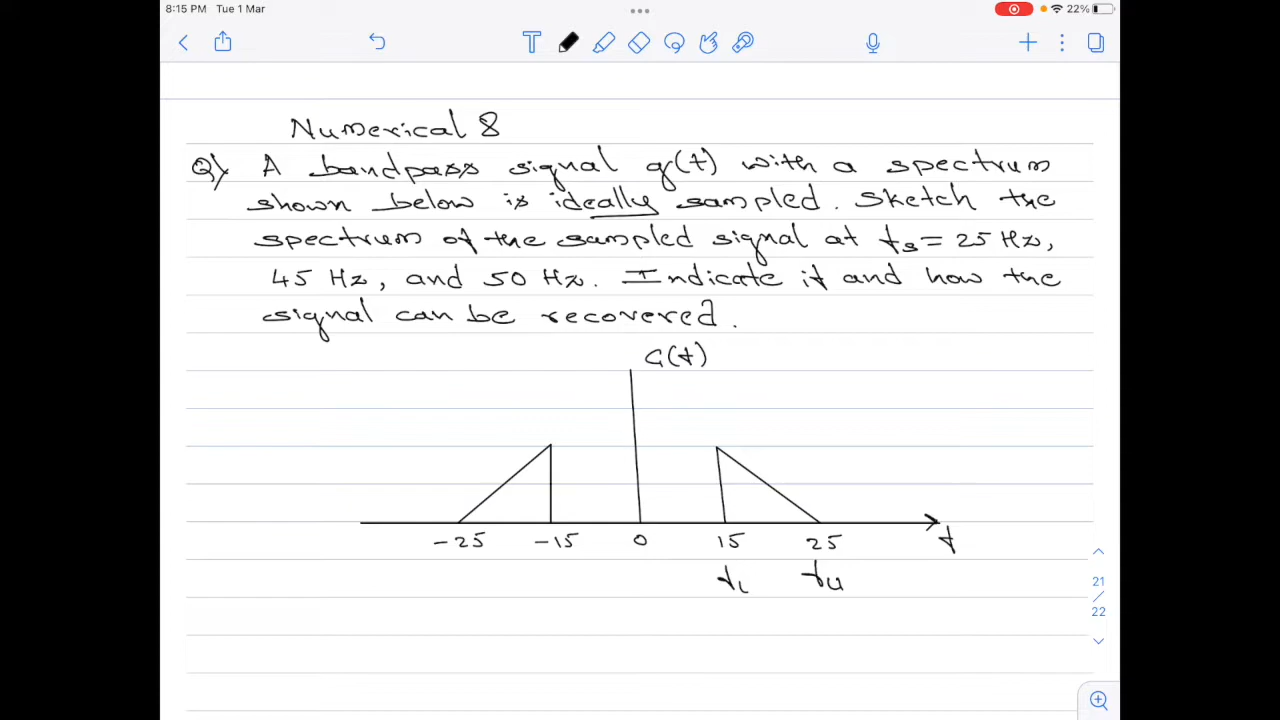 8:15 PM Tue 1 Mar
22%
Numerical 8
Q) A bandpass signal g(t) with a spectrum
shown below is ideally sampled. Sketch the
spectrum of the sampled signal at fs = 25 Hz,
45 Hz, and 50 Hz. Indicate if and how the
signal can be recovered.
G(f)
-25 -15 0 15 25 f
fL fu
21
/
22